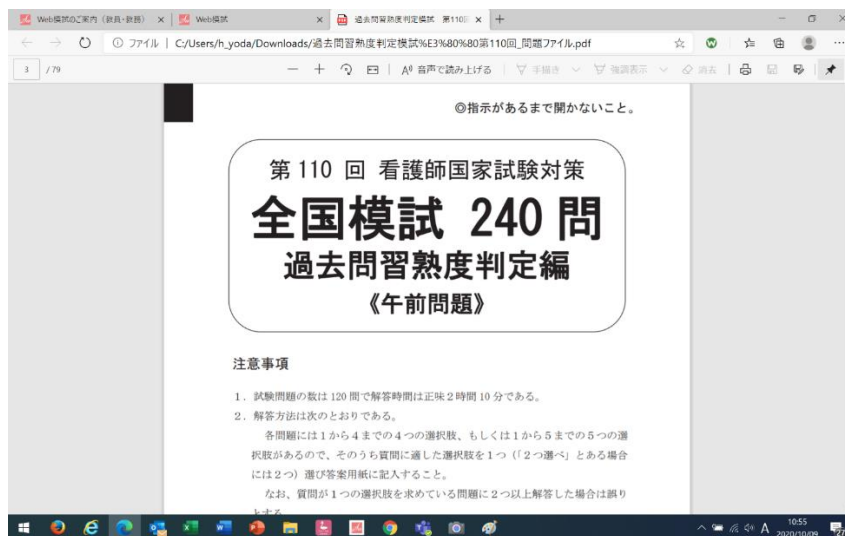 Web模試のご案内 (教員・教務)
Web模試
過去問習熟度判定模試 第110回
ファイル
C:/Users/h_yoda/Downloads/過去問習熟度判定模試%E3%80%80第110回_問題ファイル.pdf
3 / 79
音声で読み上げる
手描き
強調表示
消去
◎指示があるまで開かないこと。
第 110 回 看護師国家試験対策
全国模試 240 問
過去問習熟度判定編
《午前問題》
注意事項
1. 試験問題の数は 120 問で解答時間は正味 2 時間 10 分である。
2. 解答方法は次のとおりである。
各問題には 1 から 4 までの 4 つの選択肢、もしくは 1 から 5 までの 5 つの選
択肢があるので、そのうち質問に適した選択肢を 1 つ(「2 つ選べ」とある場合
には 2 つ) 選び答案用紙に記入すること。
なお、質問が 1 つの選択肢を求めている問題に 2 つ以上解答した場合は誤り
とする。
A
10:55
2020/10/09